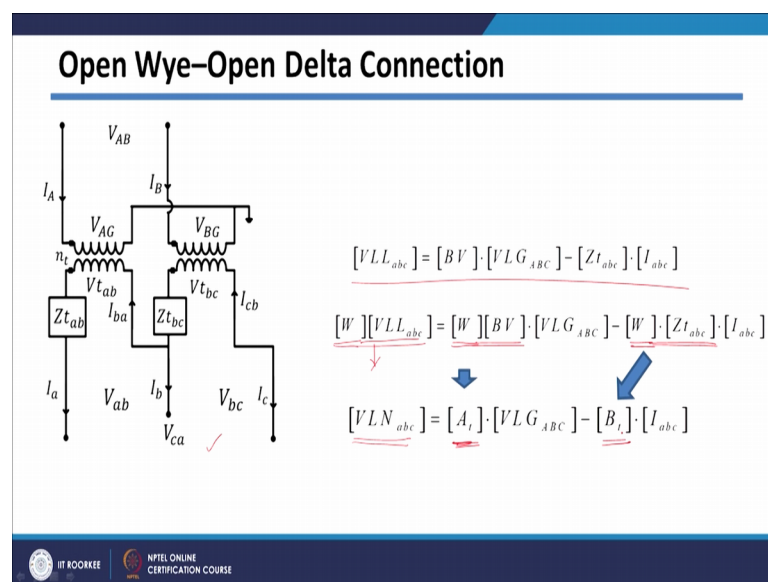 Open Wye–Open Delta Connection
V_AB
I_A
I_B
V_AG
V_BG
n_t
Vt_ab
Vt_bc
I_cb
Zt_ab
I_ba
Zt_bc
I_a
V_ab
I_b
V_bc
I_c
V_ca
[VLL_abc] = [BV]·[VLG_ABC] − [Zt_abc]·[I_abc]
[W][VLL_abc] = [W][BV]·[VLG_ABC] − [W]·[Zt_abc]·[I_abc]
[VLN_abc] = [A_t]·[VLG_ABC] − [B_t]·[I_abc]
IIT ROORKEE
NPTEL ONLINE
CERTIFICATION COURSE